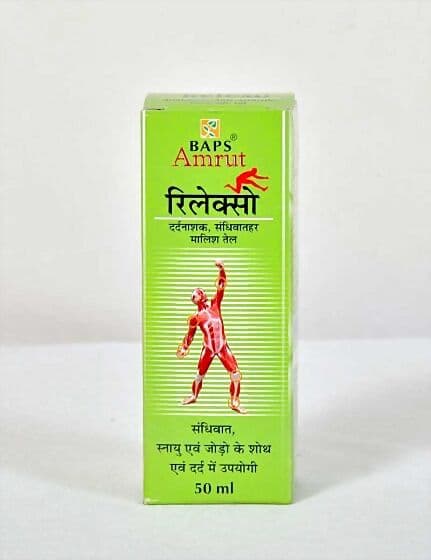 BAPS®
Amrut
रिलेक्सो
दर्दनाशक, संधिवातहर
मालिश तेल
संधिवात,
स्नायु एवं जोड़ो के शोथ
एवं दर्द में उपयोगी
50 ml